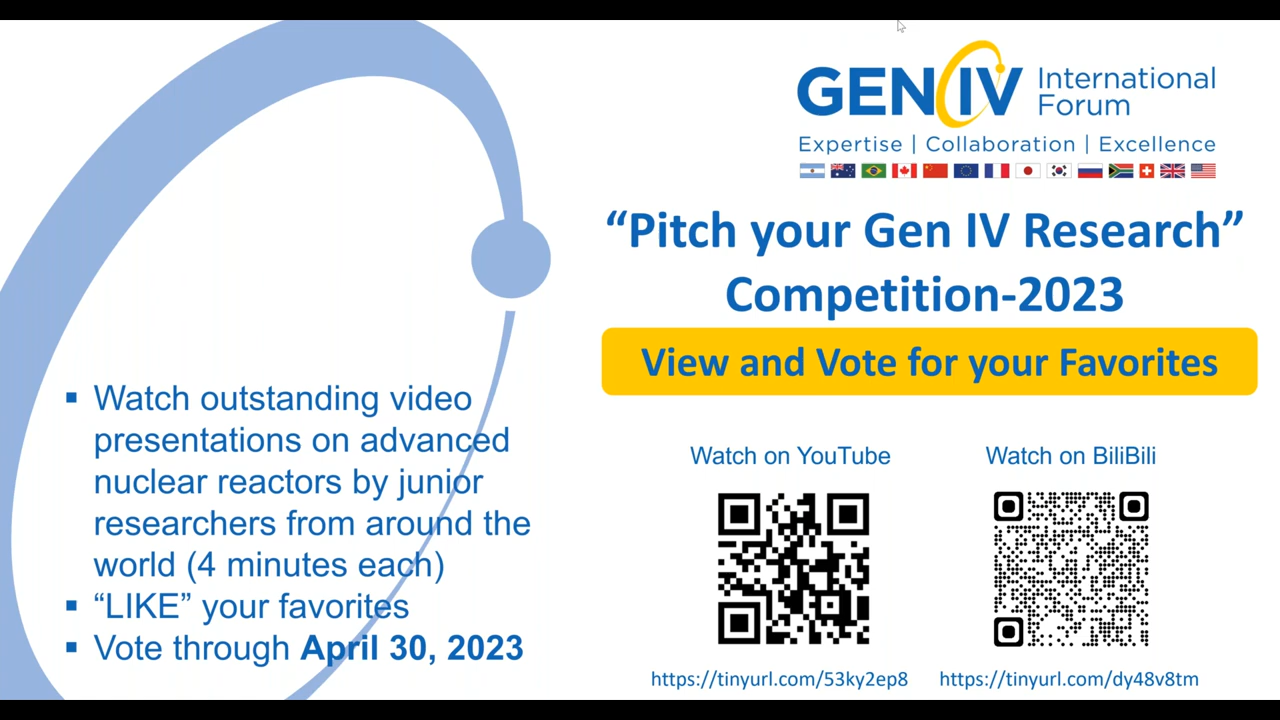 GEN IV International
Forum
Expertise | Collaboration | Excellence
“Pitch your Gen IV Research”
Competition-2023
View and Vote for your Favorites
▪ Watch outstanding video
presentations on advanced
nuclear reactors by junior
researchers from around the
world (4 minutes each)
▪ “LIKE” your favorites
▪ Vote through April 30, 2023
Watch on YouTube
https://tinyurl.com/53ky2ep8
Watch on BiliBili
https://tinyurl.com/dy48v8tm